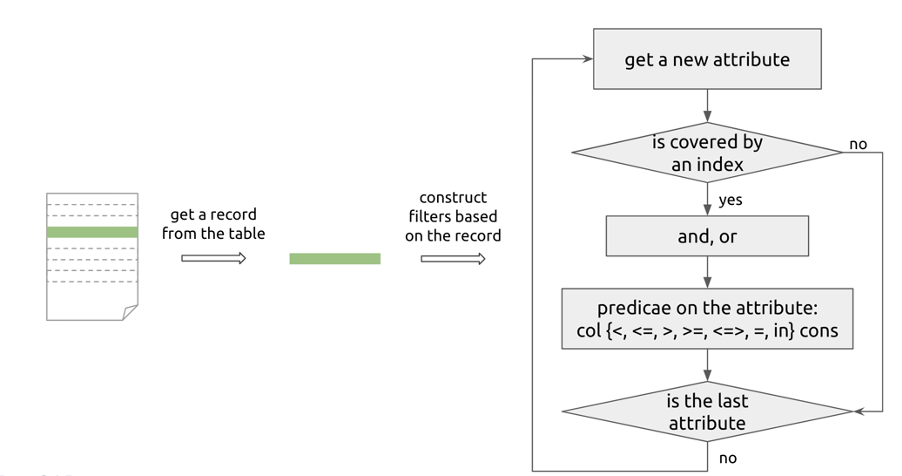 get a record
from the table
construct
filters based
on the record
get a new attribute
is covered by
an index
no
yes
and, or
predicae on the attribute:
col {<, <=, >, >=, <=>, =, in} cons
is the last
attribute
no